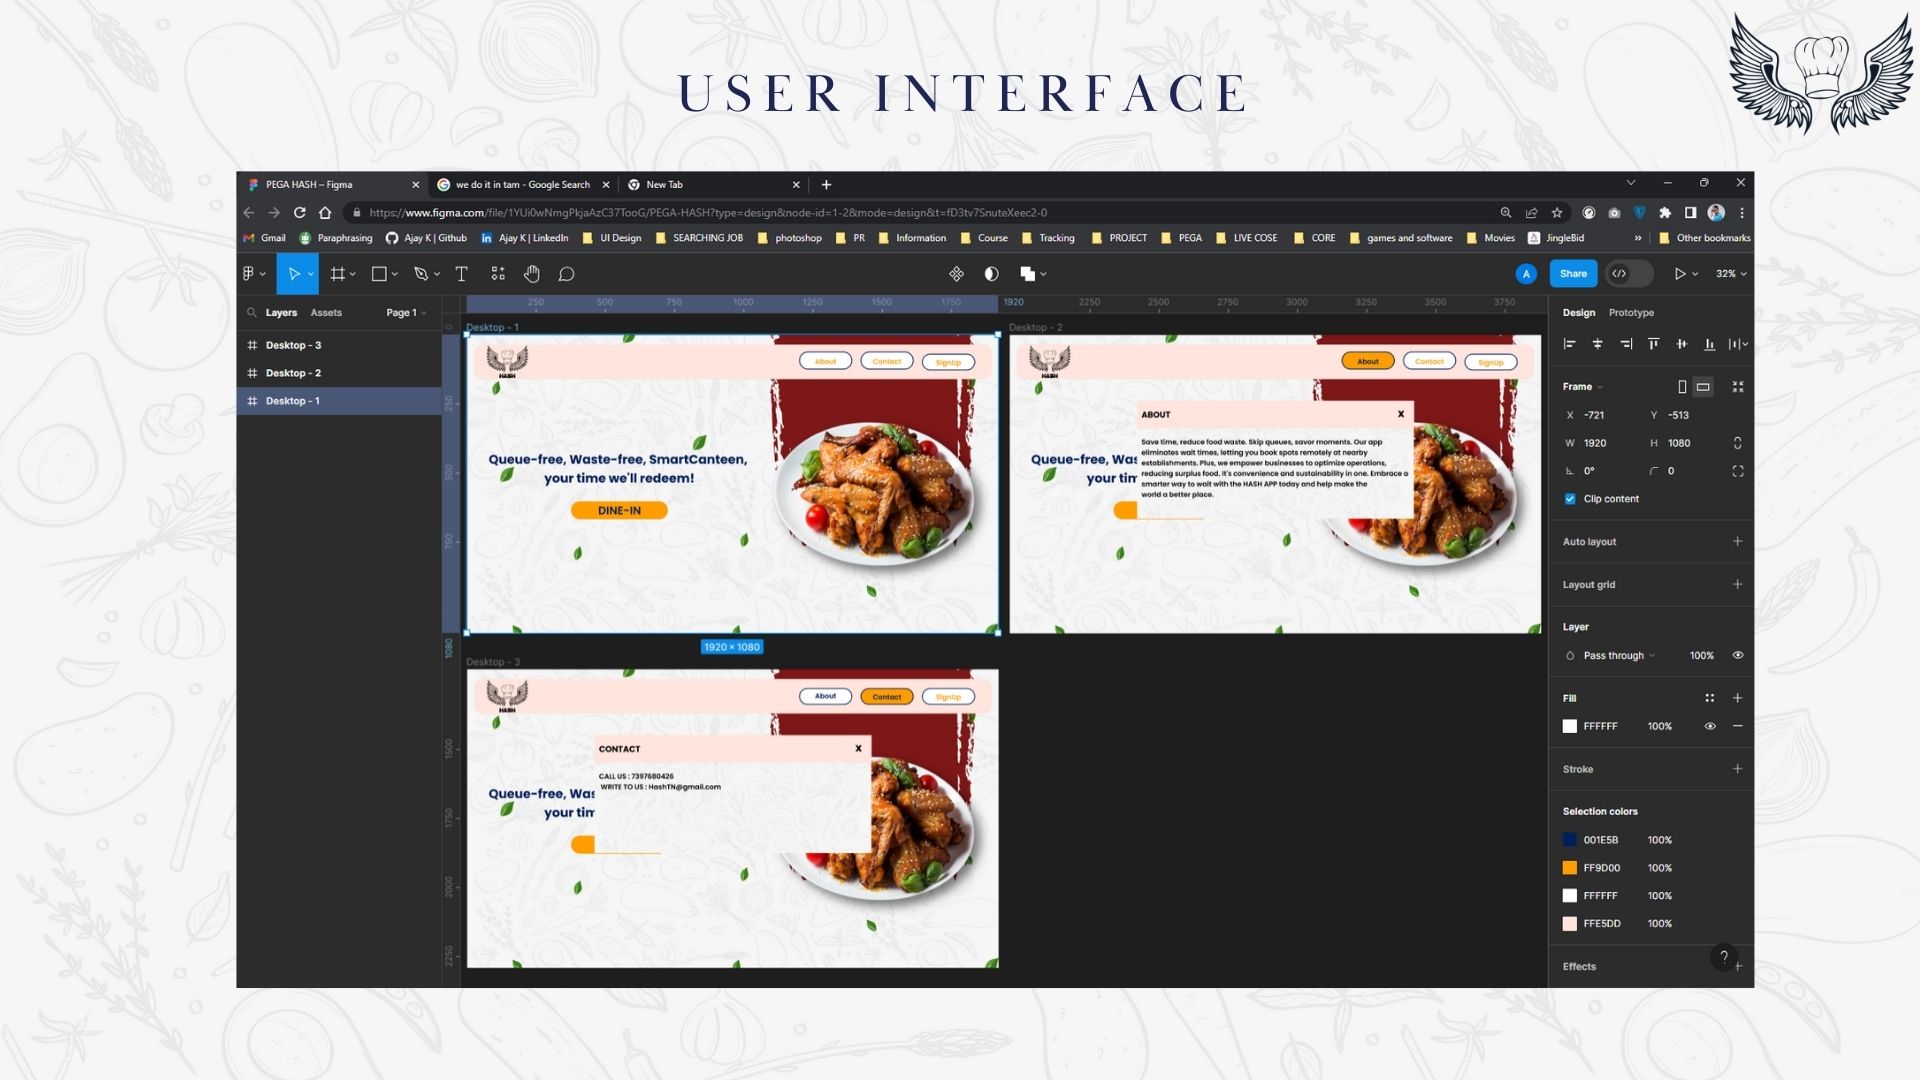 USER INTERFACE
PEGA HASH – Figma
we do it in tam - Google Search
New Tab
https://www.figma.com/file/1YUi0wNmgPkjaAzC37TooG/PEGA-HASH?type=design&node-id=1-2&mode=design&t=fD3tv7SnuteXeec2-0
Gmail Paraphrasing Ajay K | Github Ajay K | LinkedIn UI Design SEARCHING JOB photoshop PR Information Course Tracking PROJECT PEGA LIVE COSE CORE games and software Movies JingleBid » Other bookmarks
A Share 32%
Layers Assets Page 1
Desktop - 3
Desktop - 2
Desktop - 1
250 500 750 1000 1250 1500 1750 1920 2250 2500 2750 3000 3250 3500 3750
0
250
500
750
1080
1500
1750
2000
2250
Desktop - 1
HASH
About Contact SignUp
Queue-free, Waste-free, SmartCanteen,
your time we'll redeem!
DINE-IN
1920 × 1080
Desktop - 2
HASH
About Contact SignUp
Queue-free, Was
your tim
ABOUT X
Save time, reduce food waste. Skip queues, savor moments. Our app
eliminates wait times, letting you book spots remotely at nearby
establishments. Plus, we empower businesses to optimize operations,
reducing surplus food. It's convenience and sustainability in one. Embrace a
smarter way to wait with the HASH APP today and help make the
world a better place.
Desktop - 3
HASH
About Contact SignUp
Queue-free, Was
your tim
CONTACT X
CALL US : 7397680426
WRITE TO US : HashTN@gmail.com
Design Prototype
Frame
X -721 Y -513
W 1920 H 1080
0° 0
Clip content
Auto layout
Layout grid
Layer
Pass through 100%
Fill
FFFFFF 100%
Stroke
Selection colors
001E5B 100%
FF9D00 100%
FFFFFF 100%
FFE5DD 100%
Effects
?